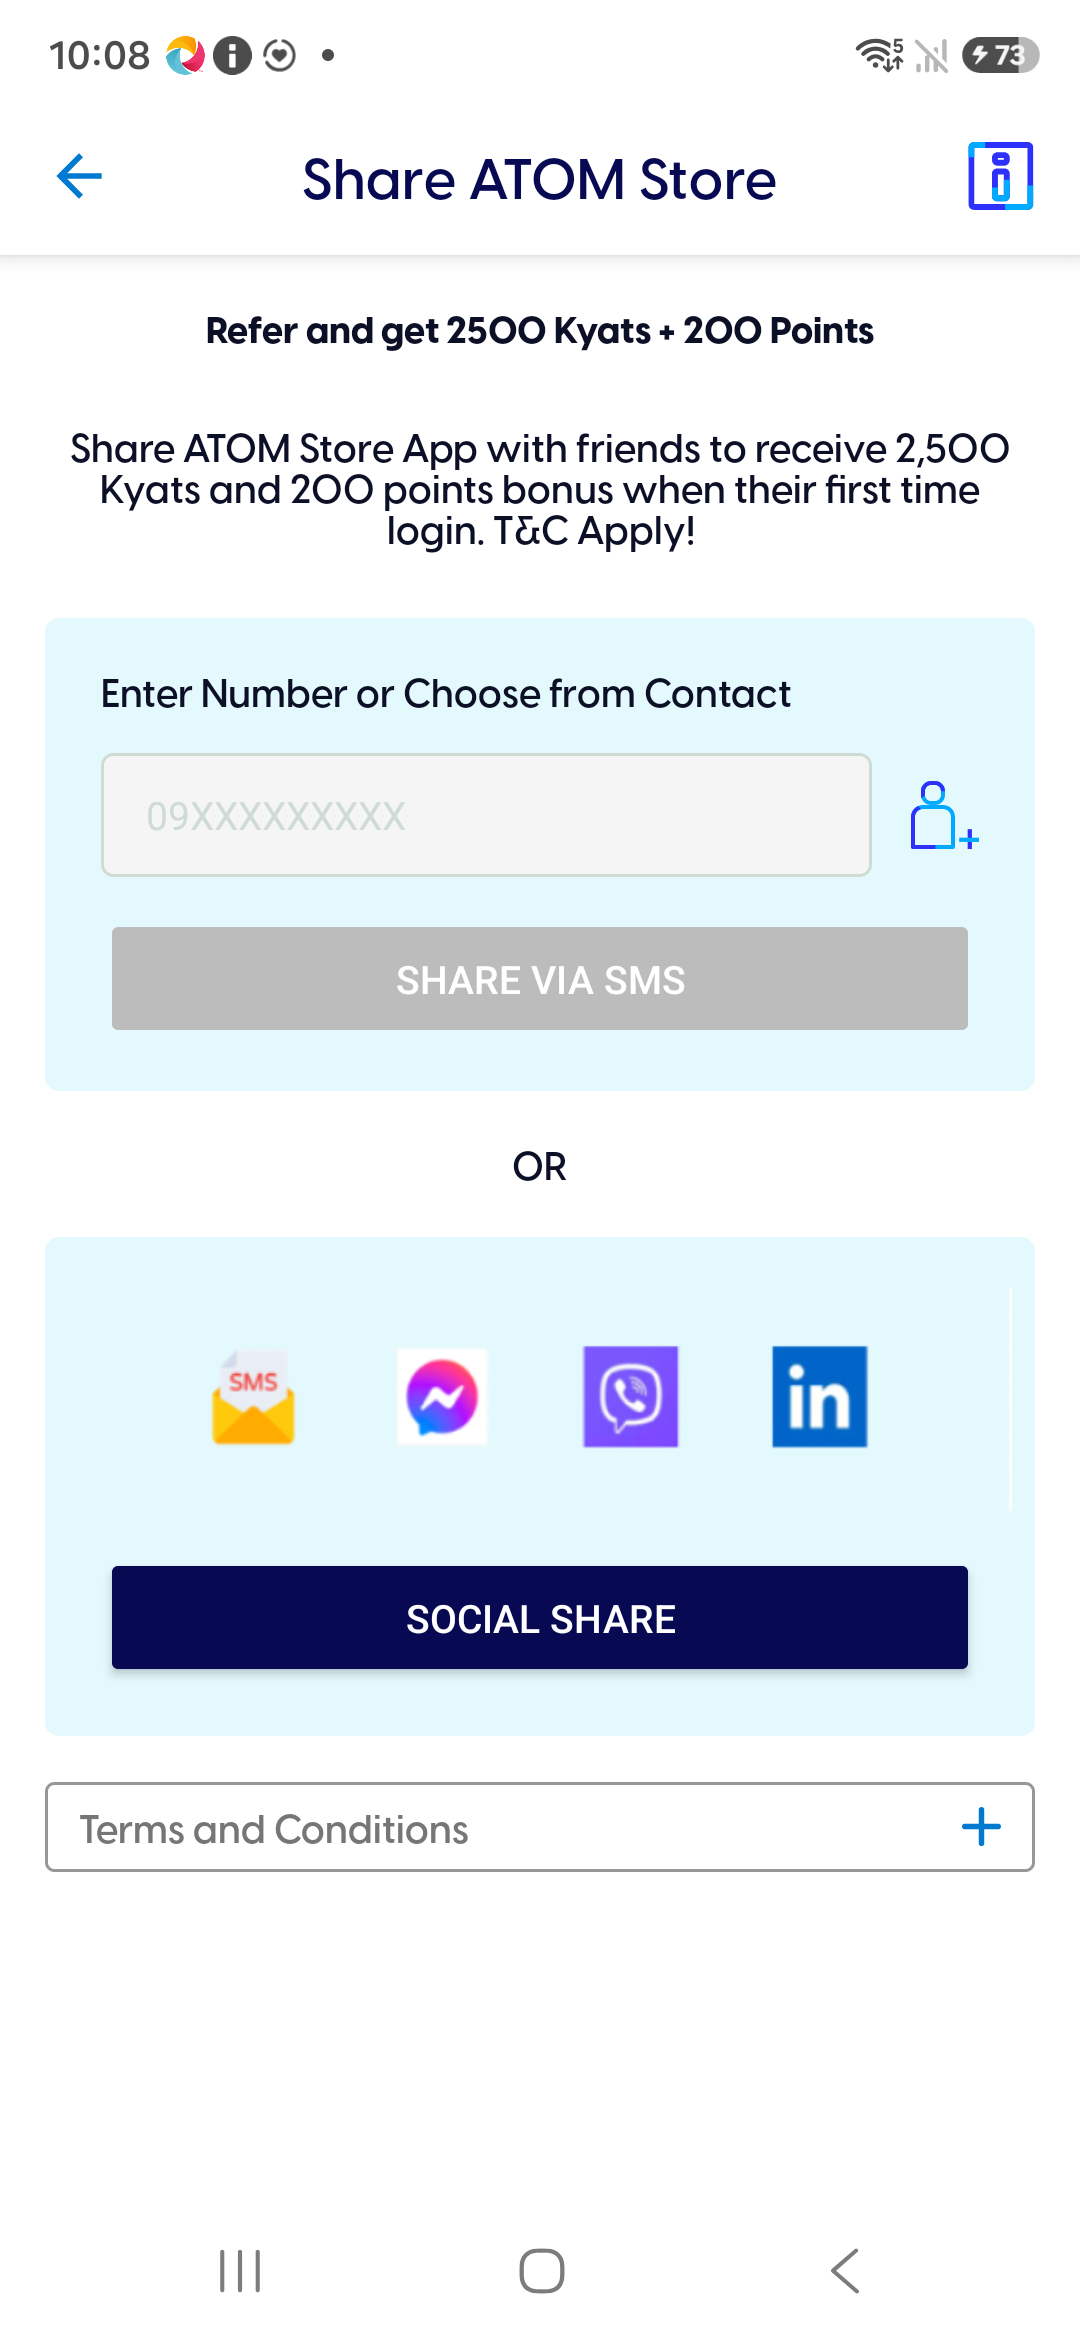 10:08
5
73
Share ATOM Store
Refer and get 2500 Kyats + 200 Points
Share ATOM Store App with friends to receive 2,500
Kyats and 200 points bonus when their first time
login. T&C Apply!
Enter Number or Choose from Contact
09XXXXXXXXX
SHARE VIA SMS
OR
SMS
in
SOCIAL SHARE
Terms and Conditions